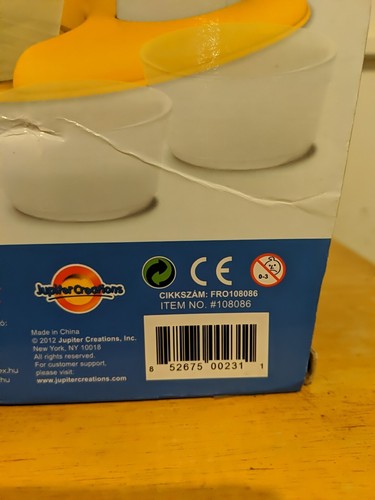 Jupiter Creations
0-3
CIKKSZÁM: FRO108086
ITEM NO. #108086
Made in China
© 2012 Jupiter Creations, Inc.
New York, NY 10018
All rights reserved.
For customer support.
please visit.
www.jupitercreations.com
8 52675 00231 1